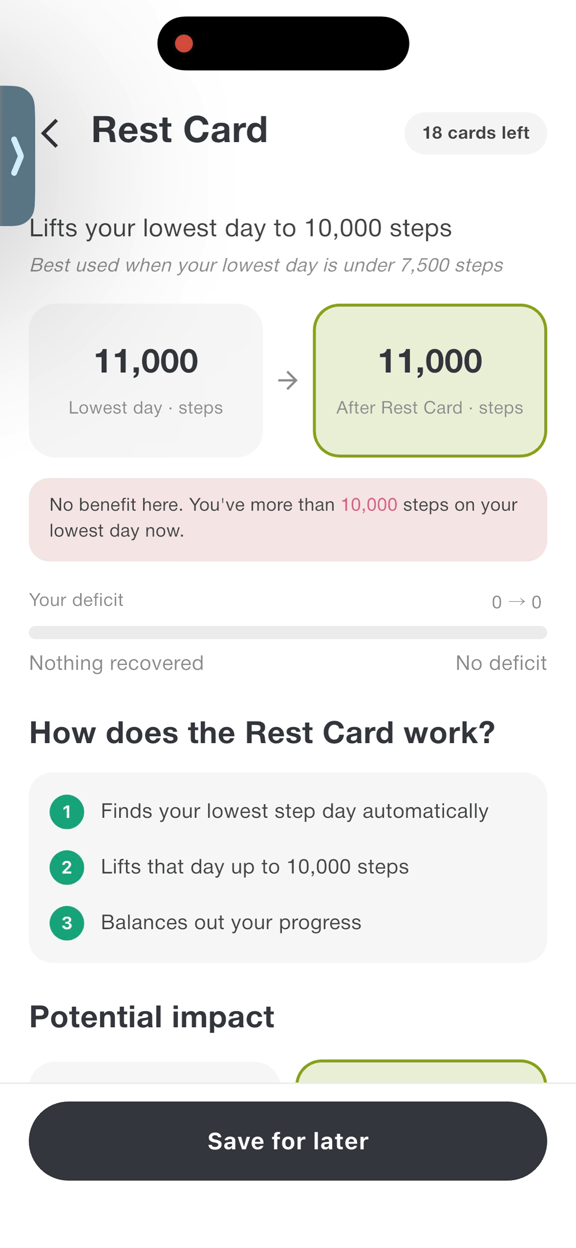 Rest Card
18 cards left
Lifts your lowest day to 10,000 steps
Best used when your lowest day is under 7,500 steps
11,000
Lowest day · steps
→
11,000
After Rest Card · steps
No benefit here. You've more than 10,000 steps on your
lowest day now.
Your deficit
0 → 0
Nothing recovered
No deficit
How does the Rest Card work?
1 Finds your lowest step day automatically
2 Lifts that day up to 10,000 steps
3 Balances out your progress
Potential impact
Save for later